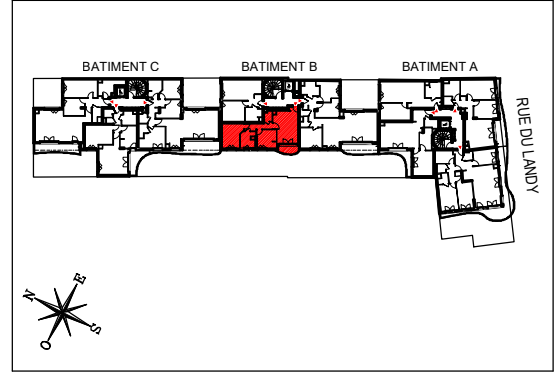 BATIMENT C
BATIMENT B
BATIMENT A
RUE DU LANDY
N
E
S
O